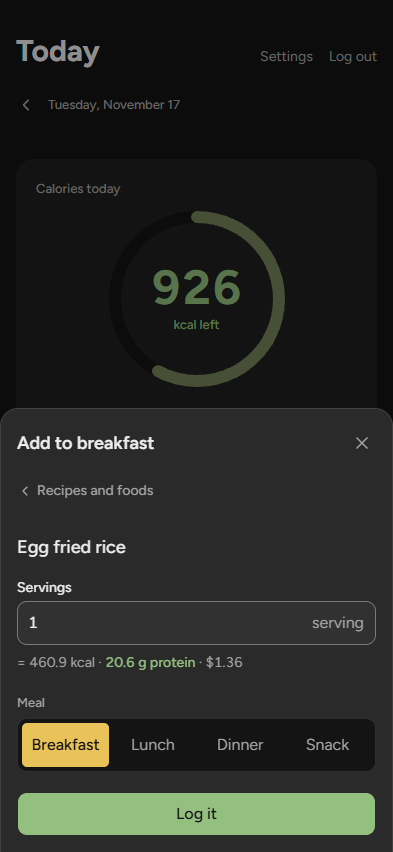 Today
Settings Log out
Tuesday, November 17
Calories today
926
kcal left
Add to breakfast
Recipes and foods
Egg fried rice
Servings
1 serving
= 460.9 kcal · 20.6 g protein · $1.36
Meal
Breakfast Lunch Dinner Snack
Log it